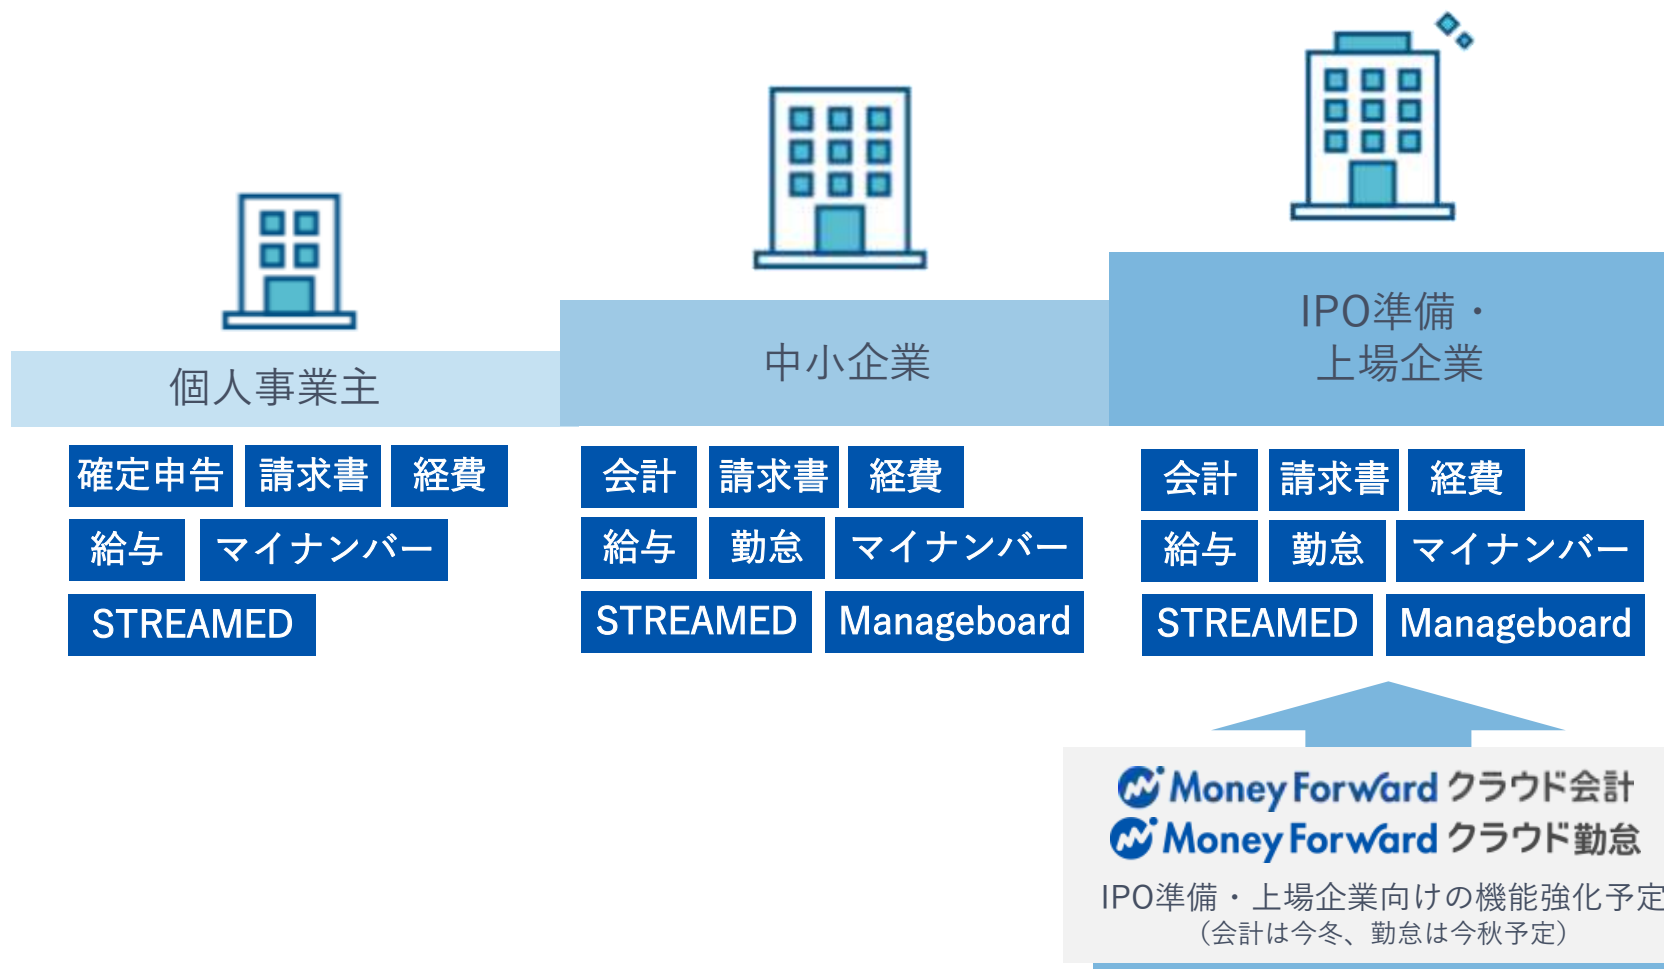 個人事業主
確定申告 請求書 経費
給与 マイナンバー
STREAMED
中小企業
会計 請求書 経費
給与 勤怠 マイナンバー
STREAMED Manageboard
IPO準備・
上場企業
会計 請求書 経費
給与 勤怠 マイナンバー
STREAMED Manageboard
Money Forward クラウド会計
Money Forward クラウド勤怠
IPO準備・上場企業向けの機能強化予定
（会計は今冬、勤怠は今秋予定）